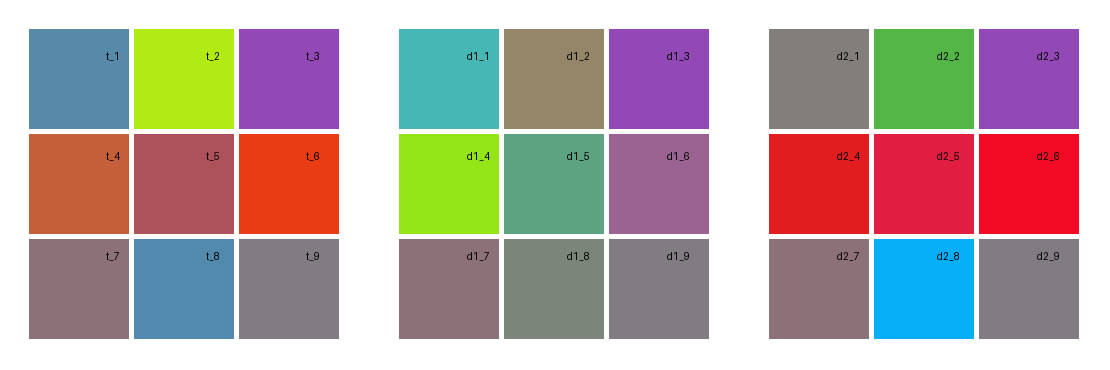 t_1 t_2 t_3 d1_1 d1_2 d1_3 d2_1 d2_2 d2_3
t_4 t_5 t_6 d1_4 d1_5 d1_6 d2_4 d2_5 d2_6
t_7 t_8 t_9 d1_7 d1_8 d1_9 d2_7 d2_8 d2_9